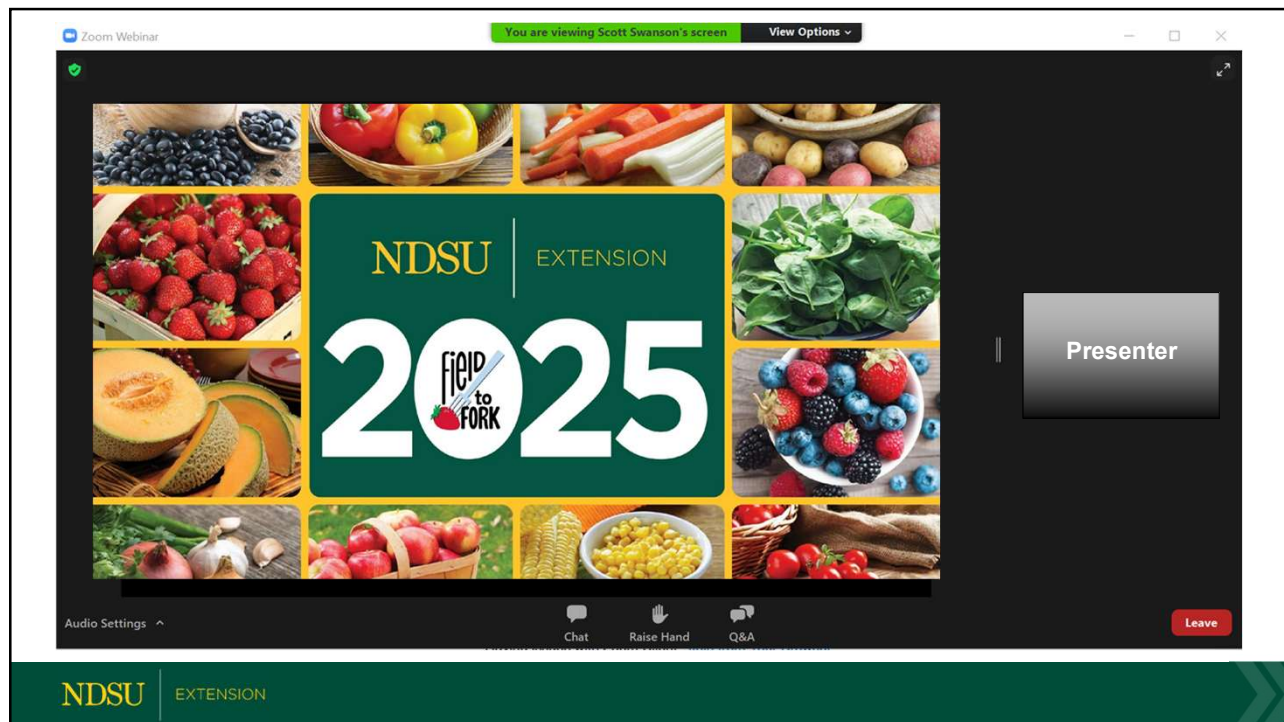 Zoom Webinar
You are viewing Scott Swanson's screen
View Options
NDSU EXTENSION
2025
FIELD
to
FORK
Presenter
Audio Settings
Chat
Raise Hand
Q&A
Leave
NDSU EXTENSION